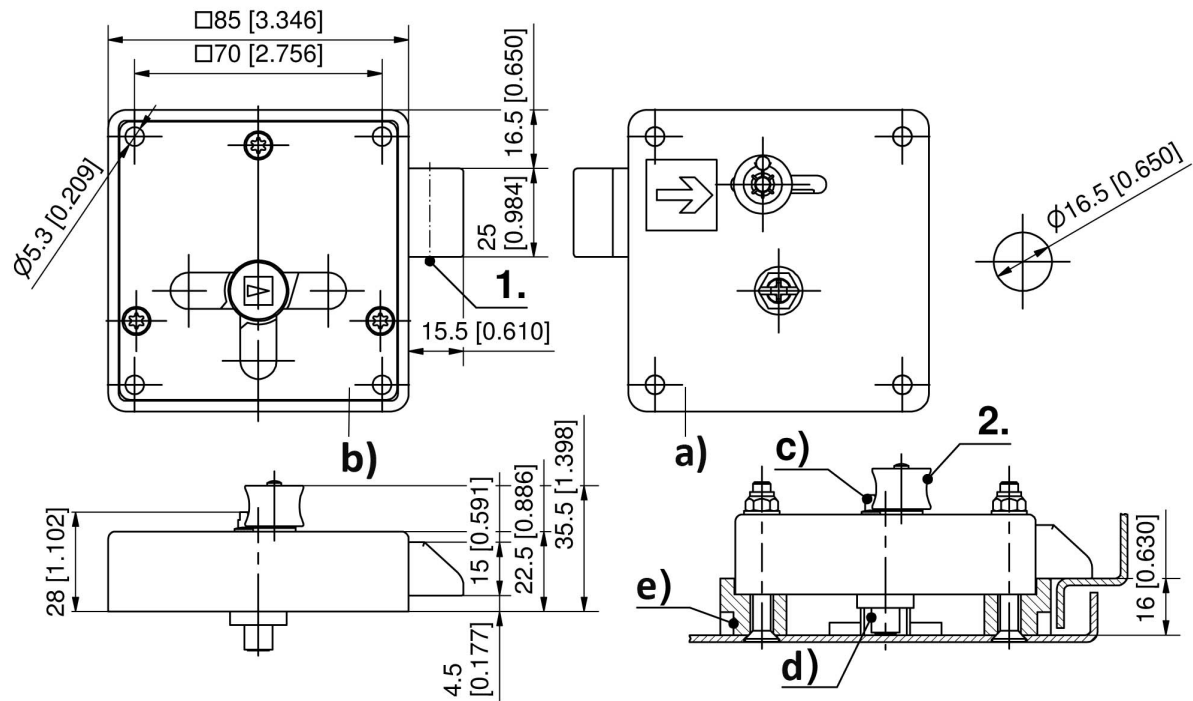 □85 [3.346]
□70 [2.756]
16.5 [0.650]
Ø5.3 [0.209]
25
[0.984]
1.
15.5 [0.610]
Ø16.5 [0.650]
b)
a)
28 [1.102]
15 [0.591]
22.5 [0.886]
35.5 [1.398]
4.5
[0.177]
c)
2.
e)
d)
16 [0.630]